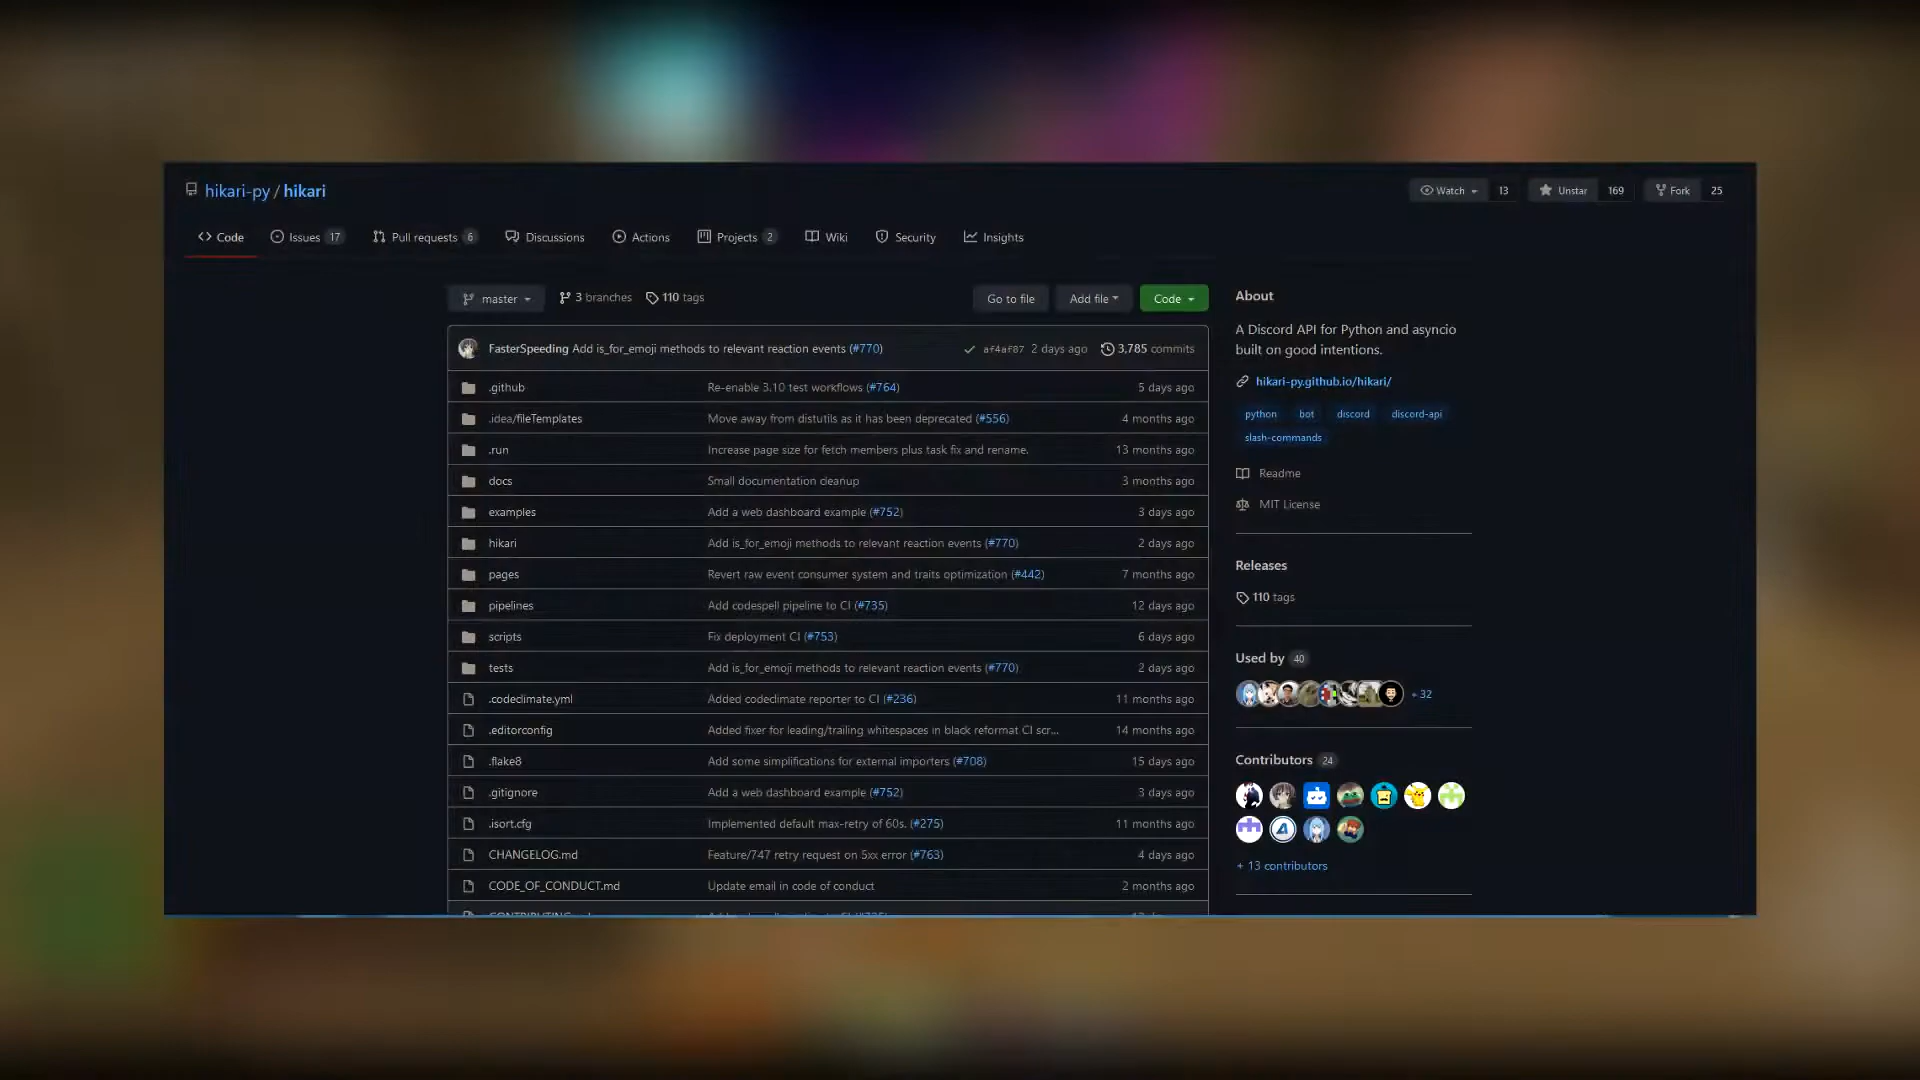 hikari-py / hikari
Watch 13 Unstar 169 Fork 25
Code Issues 17 Pull requests 6 Discussions Actions Projects 2 Wiki Security Insights
master 3 branches 110 tags Go to file Add file Code
FasterSpeeding Add is_for_emoji methods to relevant reaction events (#770) af4af87 2 days ago 3,785 commits
.github Re-enable 3.10 test workflows (#764) 5 days ago
.idea/fileTemplates Move away from distutils as it has been deprecated (#556) 4 months ago
.run Increase page size for fetch members plus task fix and rename. 13 months ago
docs Small documentation cleanup 3 months ago
examples Add a web dashboard example (#752) 3 days ago
hikari Add is_for_emoji methods to relevant reaction events (#770) 2 days ago
pages Revert raw event consumer system and traits optimization (#442) 7 months ago
pipelines Add codespell pipeline to CI (#735) 12 days ago
scripts Fix deployment CI (#753) 6 days ago
tests Add is_for_emoji methods to relevant reaction events (#770) 2 days ago
.codeclimate.yml Added codeclimate reporter to CI (#236) 11 months ago
.editorconfig Added fixer for leading/trailing whitespaces in black reformat CI scr... 14 months ago
.flake8 Add some simplifications for external importers (#708) 15 days ago
.gitignore Add a web dashboard example (#752) 3 days ago
.isort.cfg Implemented default max-retry of 60s. (#275) 11 months ago
CHANGELOG.md Feature/747 retry request on 5xx error (#763) 4 days ago
CODE_OF_CONDUCT.md Update email in code of conduct 2 months ago
About
A Discord API for Python and asyncio
built on good intentions.
hikari-py.github.io/hikari/
python bot discord discord-api
slash-commands
Readme
MIT License
Releases
110 tags
Used by 40
+ 32
Contributors 24
+ 13 contributors